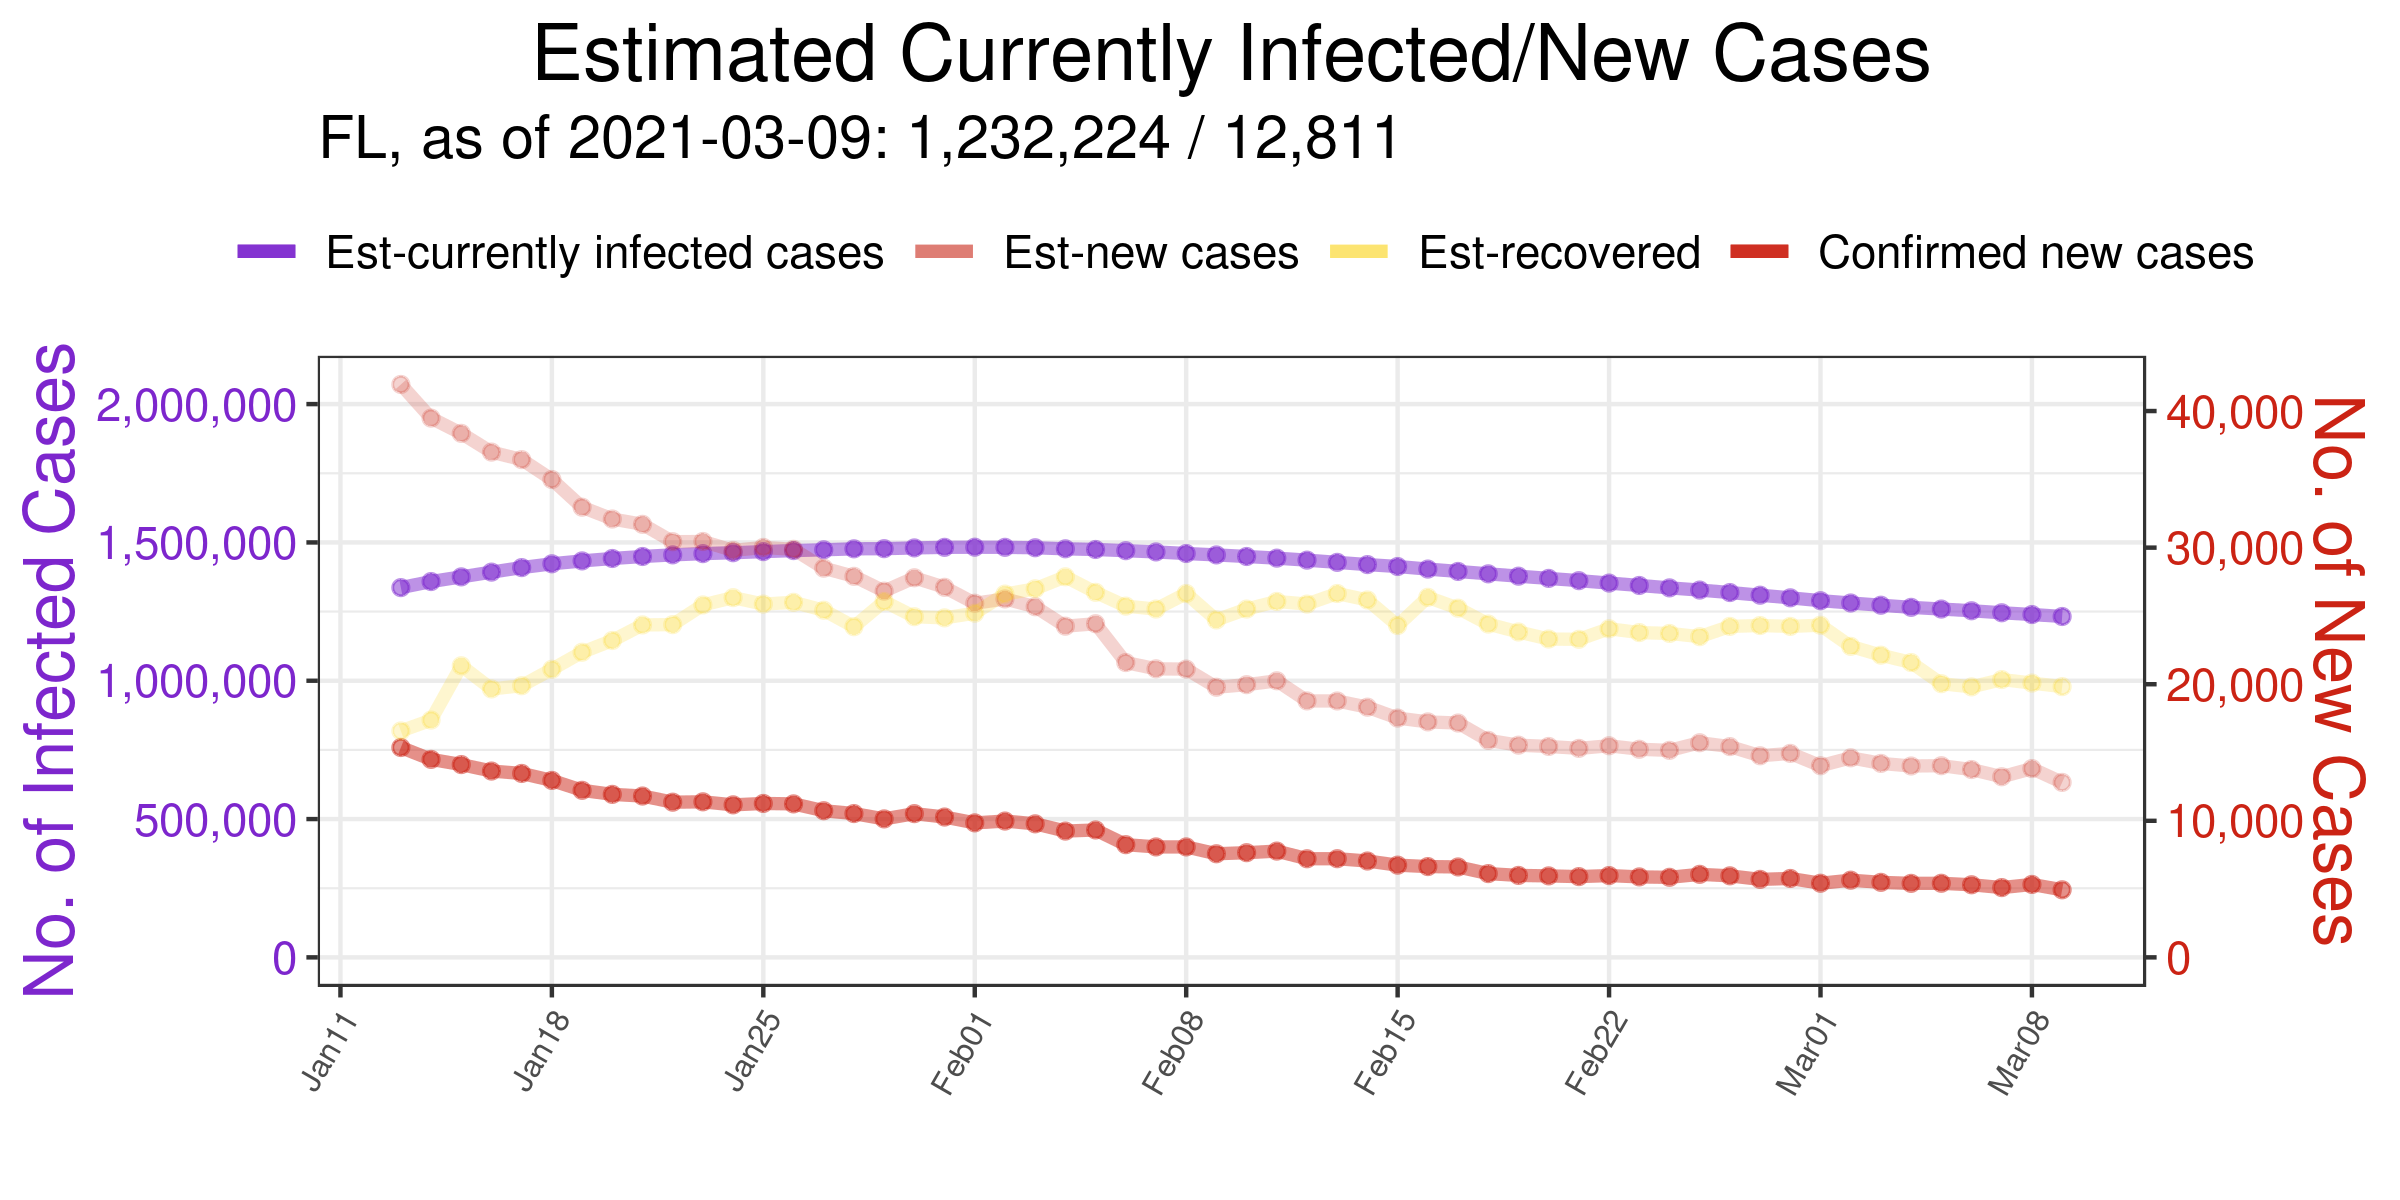 Estimated Currently Infected/New Cases
FL, as of 2021-03-09: 1,232,224 / 12,811
Est-currently infected cases Est-new cases Est-recovered Confirmed new cases
No. of Infected Cases
2,000,000
1,500,000
1,000,000
500,000
0
40,000
30,000
20,000
10,000
0
No. of New Cases
Jan11 Jan18 Jan25 Feb01 Feb08 Feb15 Feb22 Mar01 Mar08